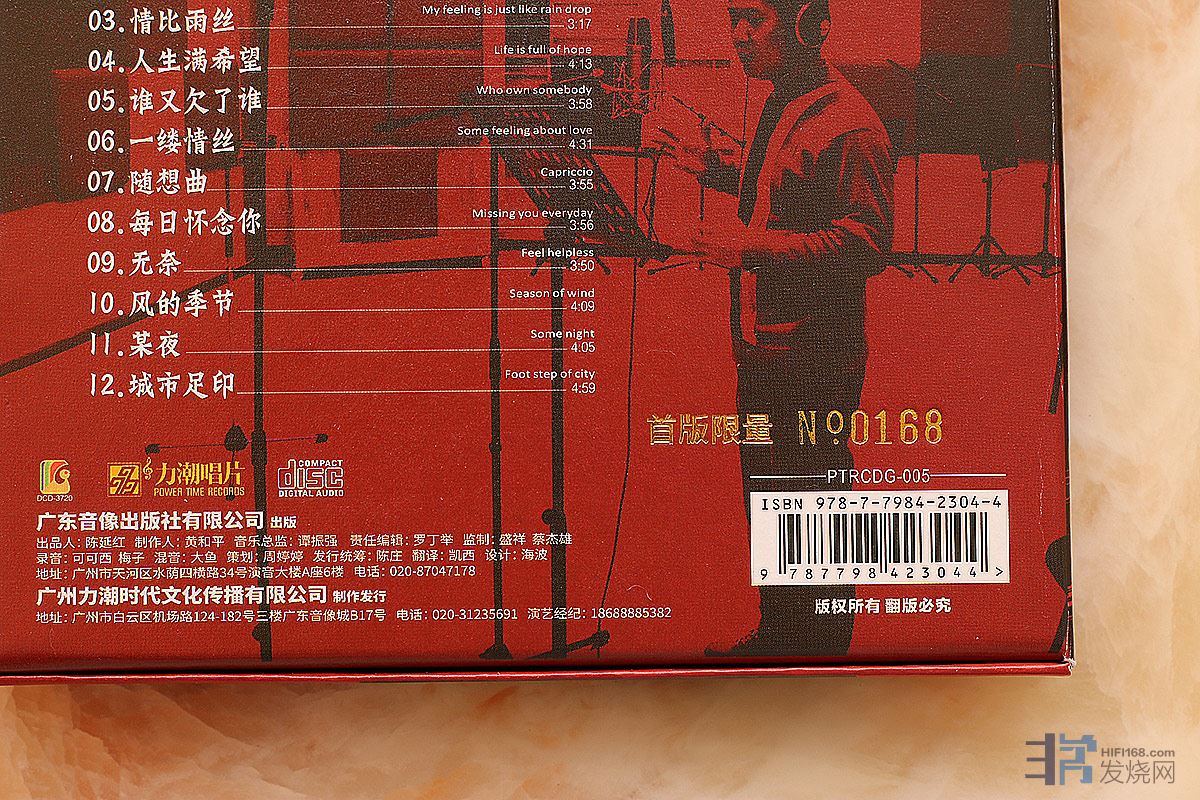 My feeling is just like rain drop
03.情比雨丝 3:17
Life is full of hope
04.人生满希望 4:13
Who own somebody
05.谁又欠了谁 3:58
Some feeling about love
06.一缕情丝 4:31
Capriccio
07.随想曲 3:55
Missing you everyday
08.每日怀念你 3:56
Feel helpless
09.无奈 3:50
Season of wind
10.风的季节 4:09
Some night
11.某夜 4:05
Foot step of city
12.城市足印 4:59
首版限量 Nº0168
PTRCDG-005
ISBN 978-7-7984-2304-4
9 787798 423044 >
版权所有 翻版必究
DCD-3720
力潮唱片
POWER TIME RECORDS
COMPACT
disc
DIGITAL AUDIO
广东音像出版社有限公司 出版
出品人: 陈延红 制作人: 黄和平 音乐总监: 谭振强 责任编辑: 罗丁举 监制: 盛祥 蔡杰雄
录音: 可可西 梅子 混音: 大鱼 策划: 周婷婷 发行统筹: 陈庄 翻译: 凯西 设计: 海波
地址: 广州市天河区水荫四横路34号演音大楼A座6楼 电话: 020-87047178
广州力潮时代文化传播有限公司 制作发行
地址: 广州市白云区机场路124-182号三楼广东音像城B17号 电话: 020-31235691 演艺经纪: 18688885382
HIFI168.com
发烧网